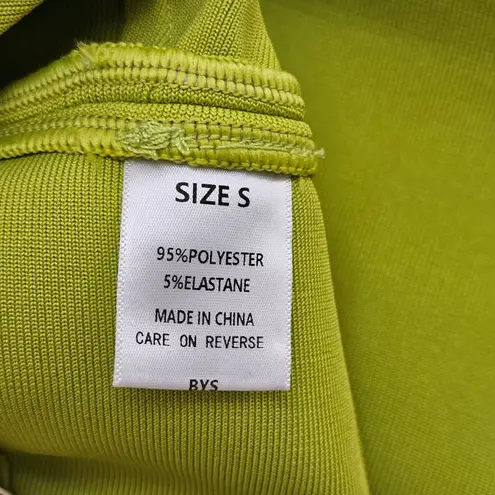 SIZE S
95%POLYESTER
5%ELASTANE
MADE IN CHINA
CARE ON REVERSE
BYS